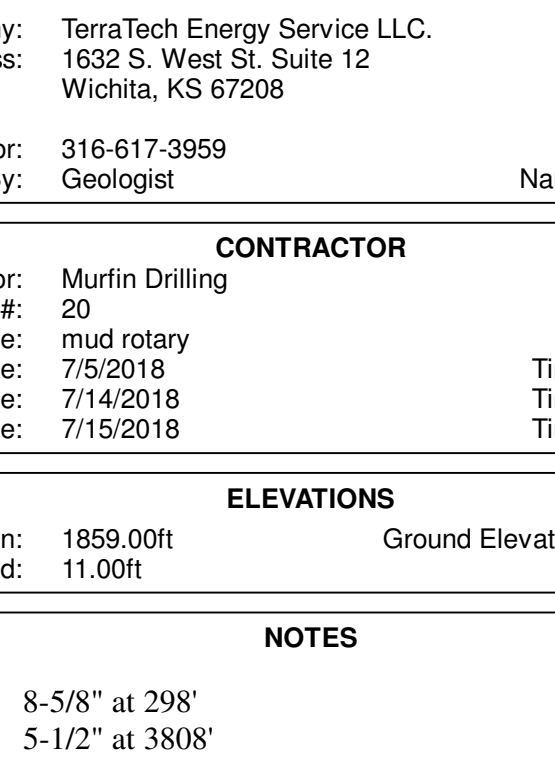 ny: TerraTech Energy Service LLC.
ss: 1632 S. West St. Suite 12
Wichita, KS 67208
or: 316-617-3959
By: Geologist Na
CONTRACTOR
or: Murfin Drilling
#: 20
e: mud rotary
e: 7/5/2018 Ti
e: 7/14/2018 Ti
e: 7/15/2018 Ti
ELEVATIONS
n: 1859.00ft Ground Elevat
d: 11.00ft
NOTES
8-5/8" at 298'
5-1/2" at 3808'